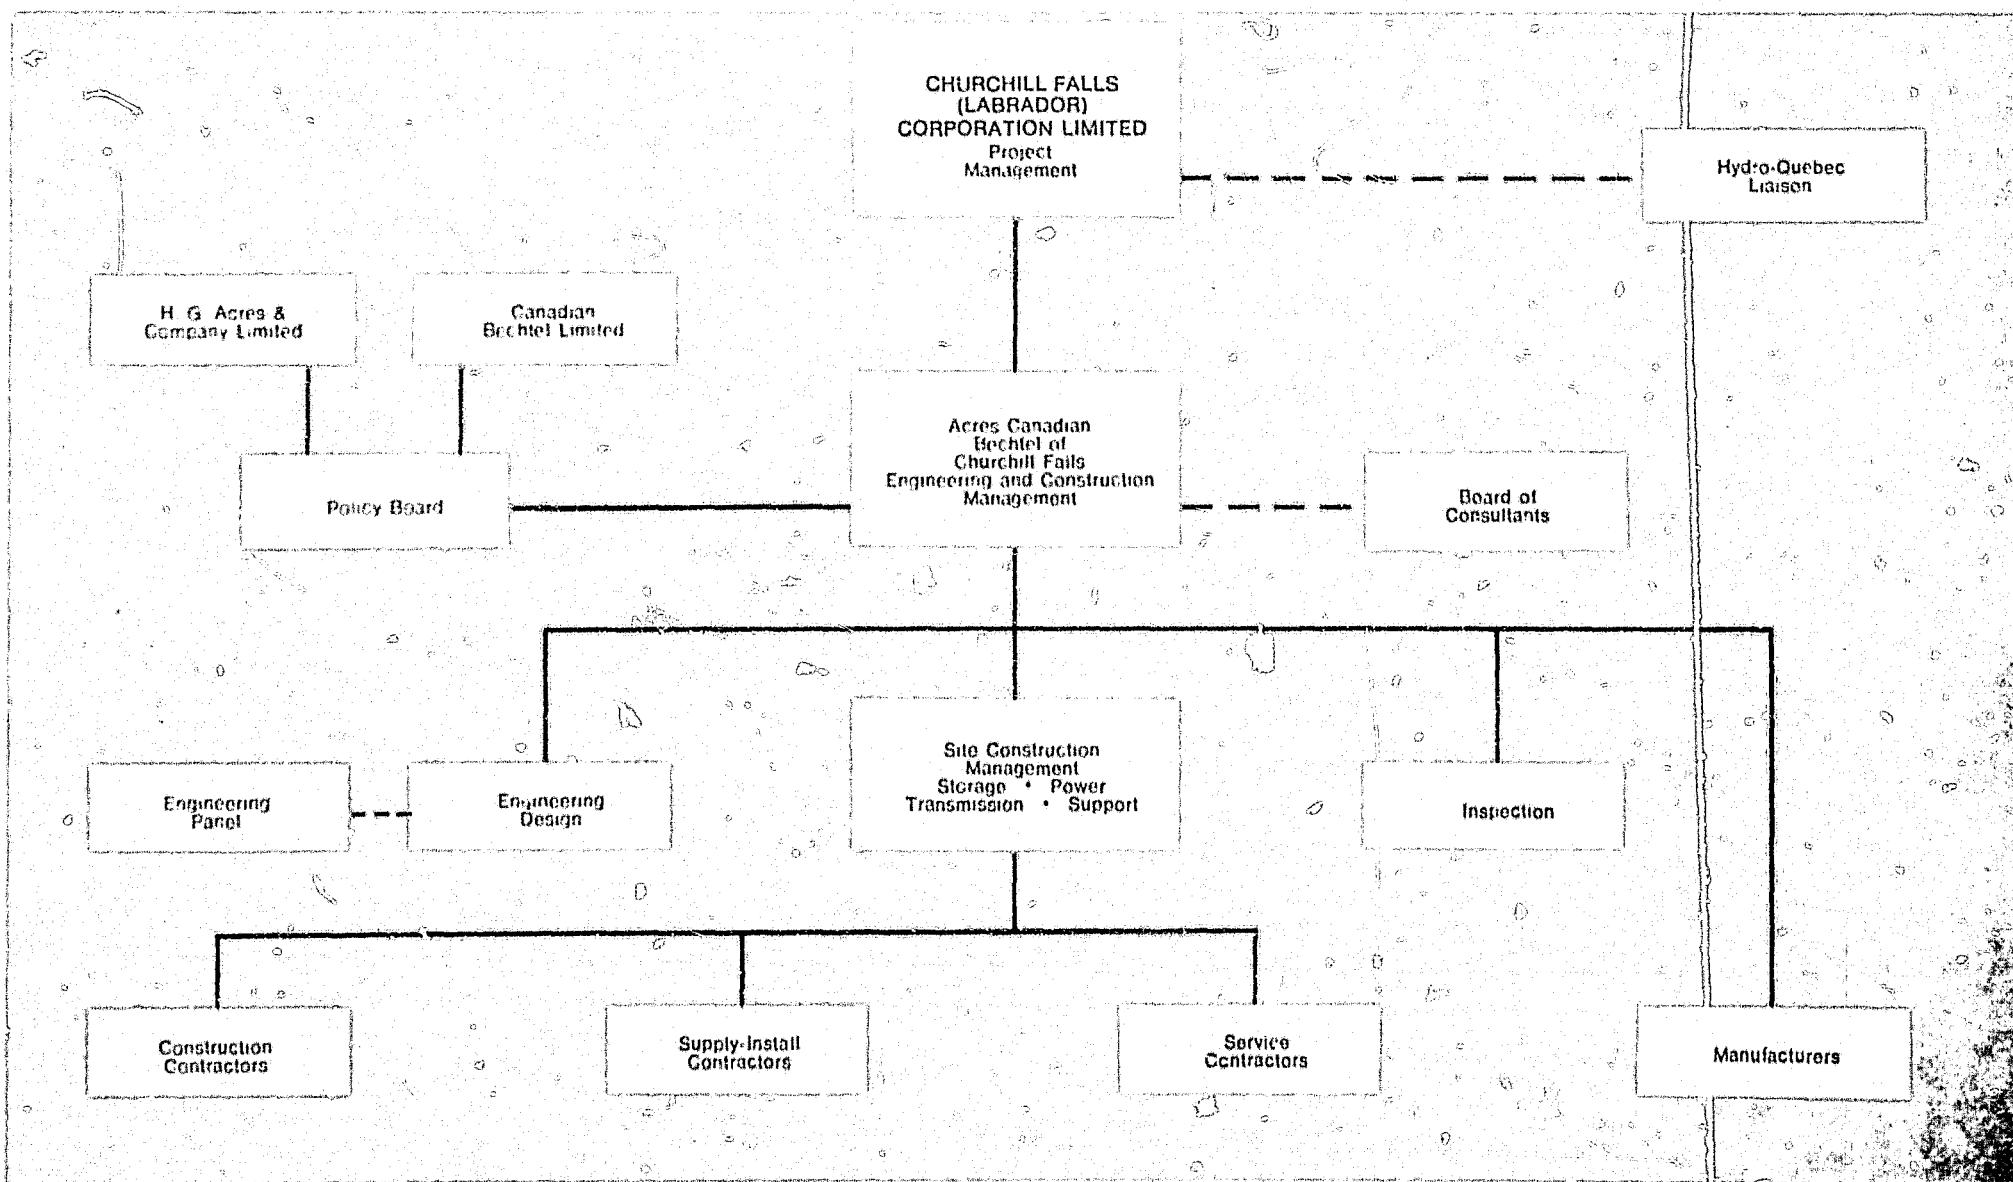 CHURCHILL FALLS
(LABRADOR)
CORPORATION LIMITED
Project
Management
Hydro-Quebec
Liaison
H. G. Acres &
Company Limited
Canadian
Bechtel Limited
Acres Canadian
Bechtel of
Churchill Falls
Engineering and Construction
Management
Policy Board
Board of
Consultants
Engineering
Panel
Engineering
Design
Site Construction
Management
Storage • Power
Transmission • Support
Inspection
Construction
Contractors
Supply-Install
Contractors
Service
Contractors
Manufacturers